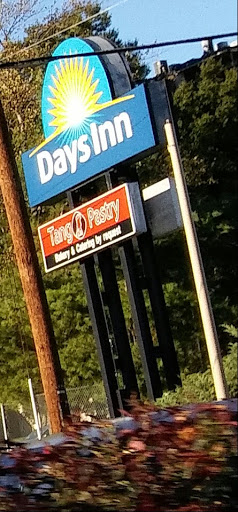 Days Inn
Tang Pastry
Bakery & Catering by request